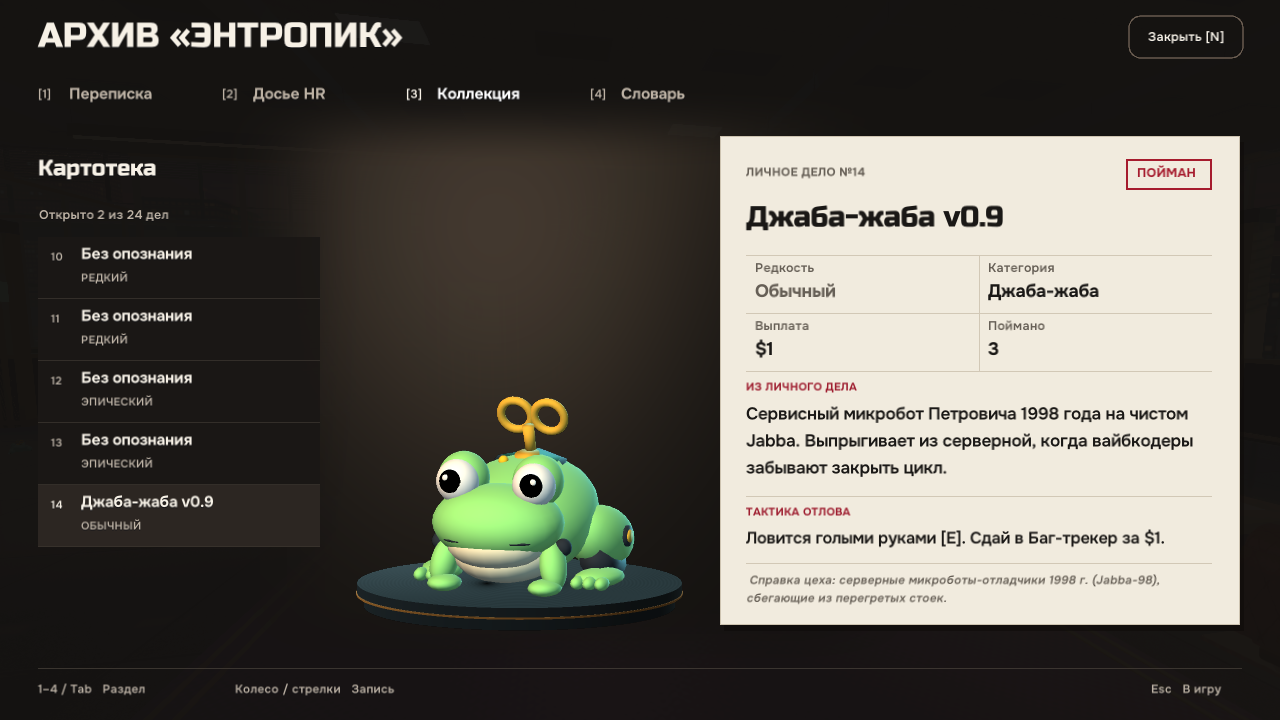 АРХИВ «ЭНТРОПИК»
Закрыть [N]
[1] Переписка
[2] Досье HR
[3] Коллекция
[4] Словарь
Картотека
Открыто 2 из 24 дел
10 Без опознания
РЕДКИЙ
11 Без опознания
РЕДКИЙ
12 Без опознания
ЭПИЧЕСКИЙ
13 Без опознания
ЭПИЧЕСКИЙ
14 Джаба-жаба v0.9
ОБЫЧНЫЙ
ЛИЧНОЕ ДЕЛО №14
ПОЙМАН
Джаба-жаба v0.9
Редкость
Обычный
Категория
Джаба-жаба
Выплата
$1
Поймано
3
ИЗ ЛИЧНОГО ДЕЛА
Сервисный микробот Петровича 1998 года на чистом
Jabba. Выпрыгивает из серверной, когда вайбкодеры
забывают закрыть цикл.
ТАКТИКА ОТЛОВА
Ловится голыми руками [E]. Сдай в Баг-трекер за $1.
Справка цеха: серверные микроботы-отладчики 1998 г. (Jabba-98),
сбегающие из перегретых стоек.
1–4 / Tab Раздел
Колесо / стрелки Запись
Esc В игру